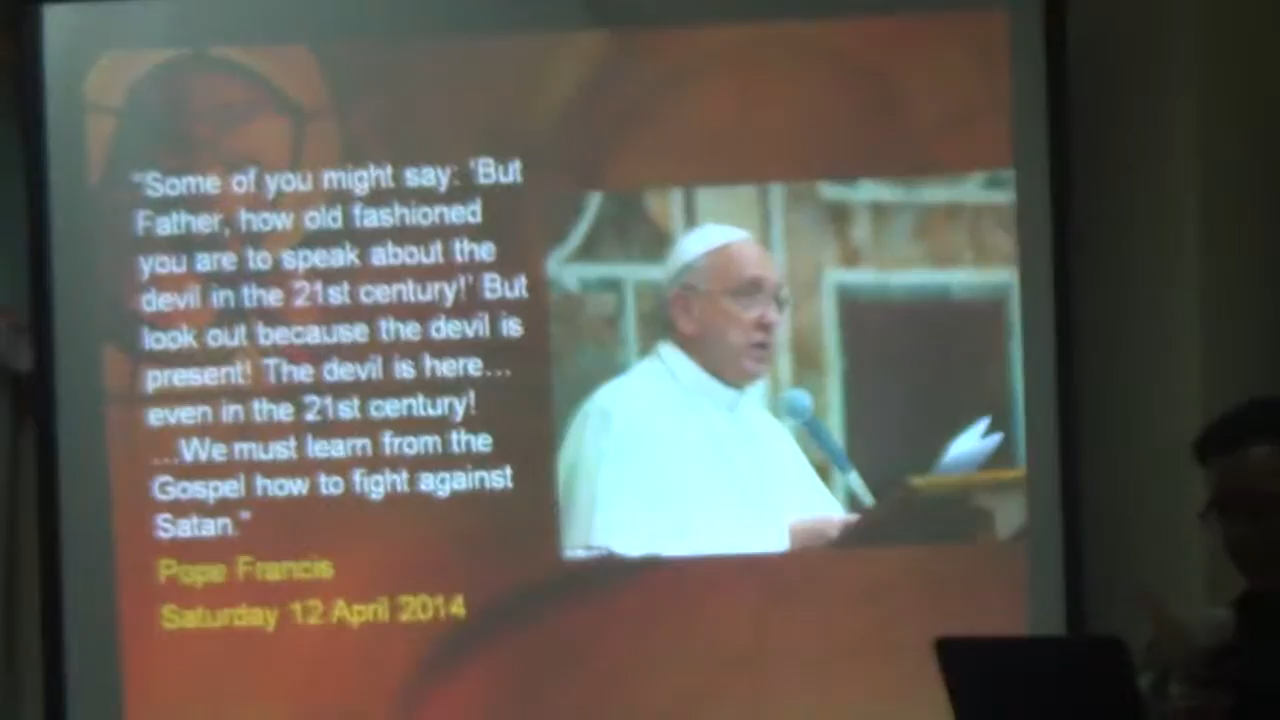 "Some of you might say: 'But
Father, how old fashioned
you are to speak about the
devil in the 21st century!' But
look out because the devil is
present! The devil is here...
even in the 21st century!
...We must learn from the
Gospel how to fight against
Satan."
Pope Francis
Saturday 12 April 2014